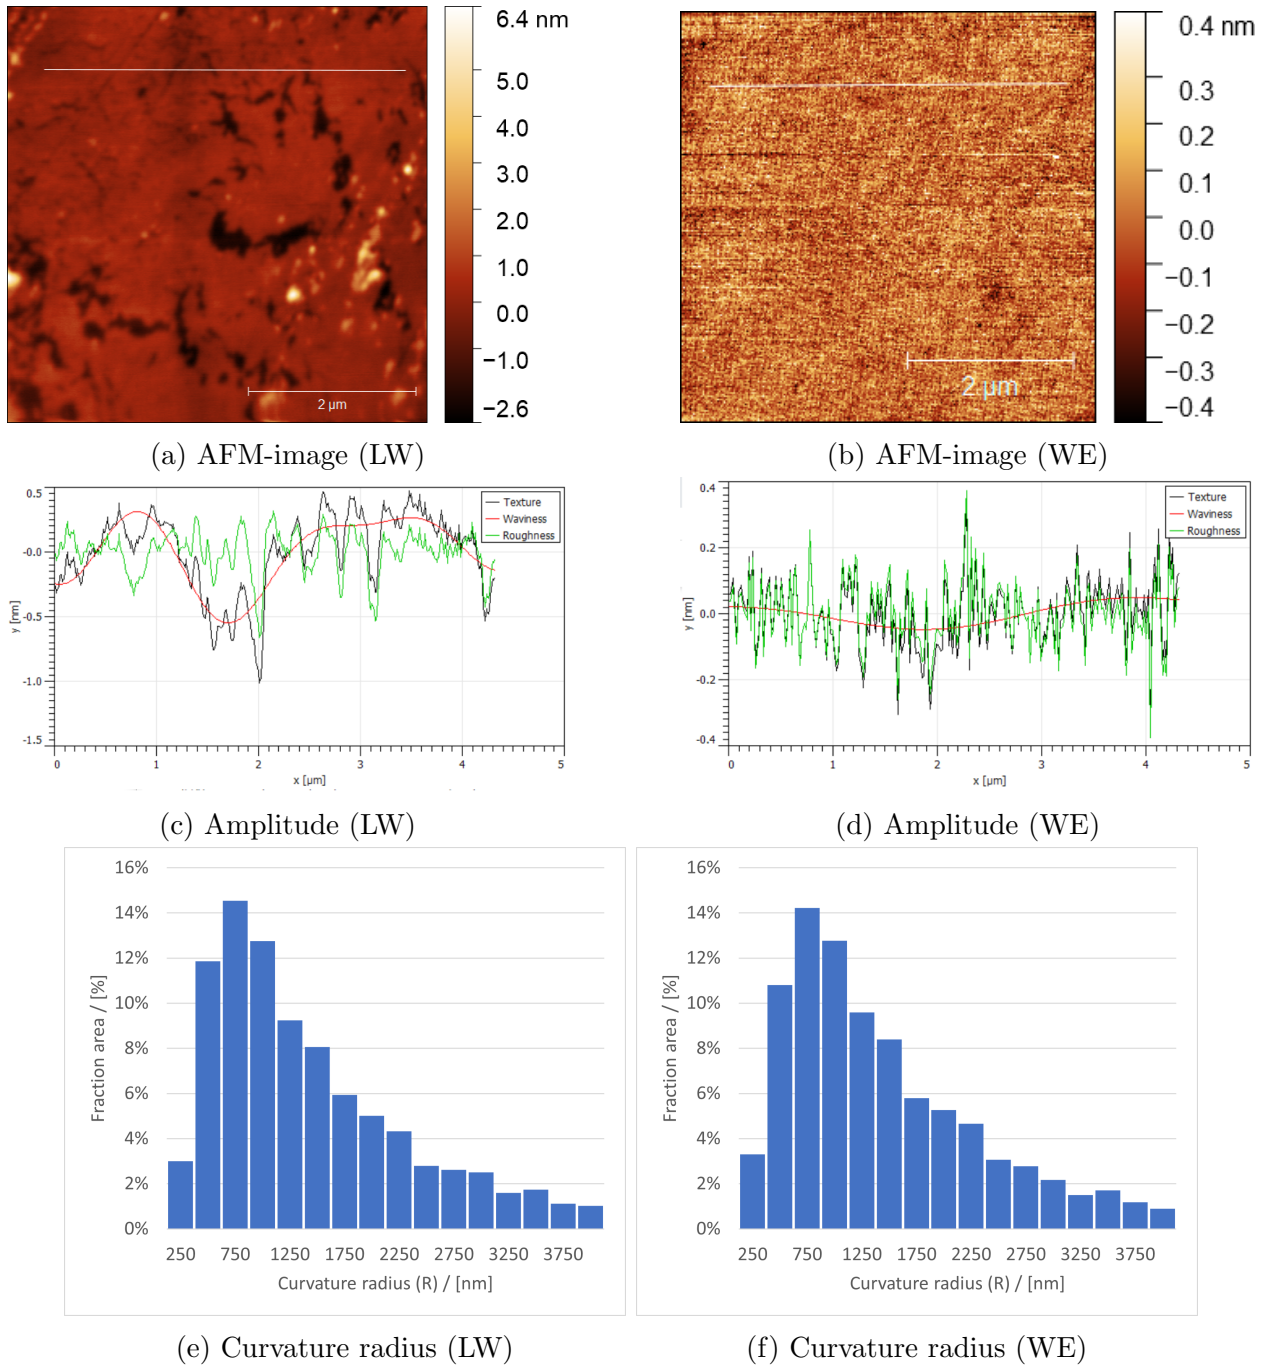 6.4 nm
5.0
4.0
3.0
2.0
1.0
0.0
−1.0
−2.6
2 µm
0.4 nm
0.3
0.2
0.1
0.0
−0.1
−0.2
−0.3
−0.4
2 µm
(a) AFM-image (LW)
(b) AFM-image (WE)
0.5
-0.0
-0.5
-1.0
-1.5
y [nm]
Texture
Waviness
Roughness
0 1 2 3 4 5
x [µm]
0.4
0.2
0.0
-0.2
-0.4
y [nm]
Texture
Waviness
Roughness
0 1 2 3 4 5
x [µm]
(c) Amplitude (LW)
(d) Amplitude (WE)
16%
14%
12%
10%
8%
6%
4%
2%
0%
Fraction area / [%]
250 750 1250 1750 2250 2750 3250 3750
Curvature radius (R) / [nm]
16%
14%
12%
10%
8%
6%
4%
2%
0%
Fraction area / [%]
250 750 1250 1750 2250 2750 3250 3750
Curvature radius (R) / [nm]
(e) Curvature radius (LW)
(f) Curvature radius (WE)